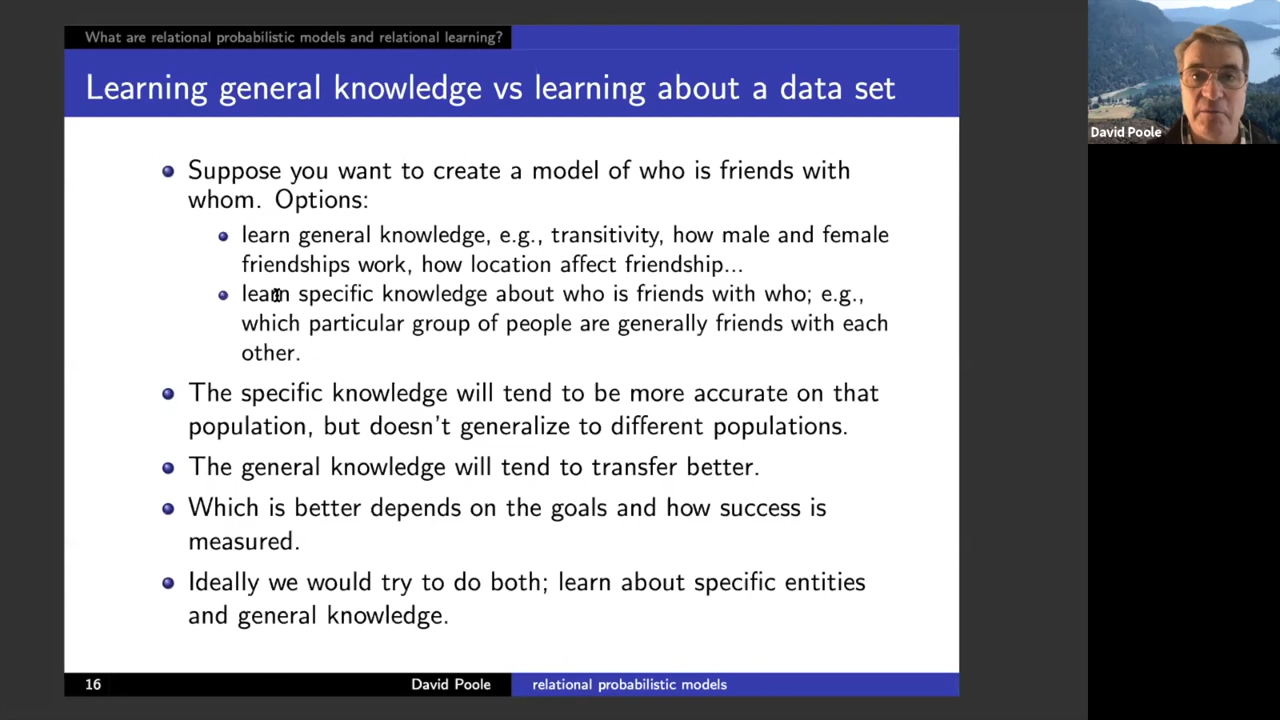 What are relational probabilistic models and relational learning?
Learning general knowledge vs learning about a data set
Suppose you want to create a model of who is friends with
whom. Options:
learn general knowledge, e.g., transitivity, how male and female
friendships work, how location affect friendship...
learn specific knowledge about who is friends with who; e.g.,
which particular group of people are generally friends with each
other.
The specific knowledge will tend to be more accurate on that
population, but doesn't generalize to different populations.
The general knowledge will tend to transfer better.
Which is better depends on the goals and how success is
measured.
Ideally we would try to do both; learn about specific entities
and general knowledge.
16 David Poole relational probabilistic models
David Poole